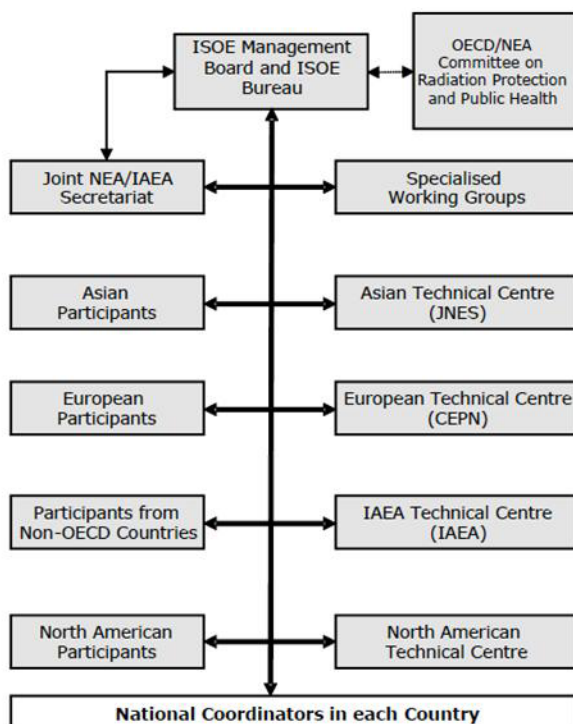 ISOE Management
Board and ISOE
Bureau
OECD/NEA
Committee on
Radiation Protection
and Public Health
Joint NEA/IAEA
Secretariat
Specialised
Working Groups
Asian
Participants
Asian Technical Centre
(JNES)
European
Participants
European Technical Centre
(CEPN)
Participants from
Non-OECD Countries
IAEA Technical Centre
(IAEA)
North American
Participants
North American
Technical Centre
National Coordinators in each Country